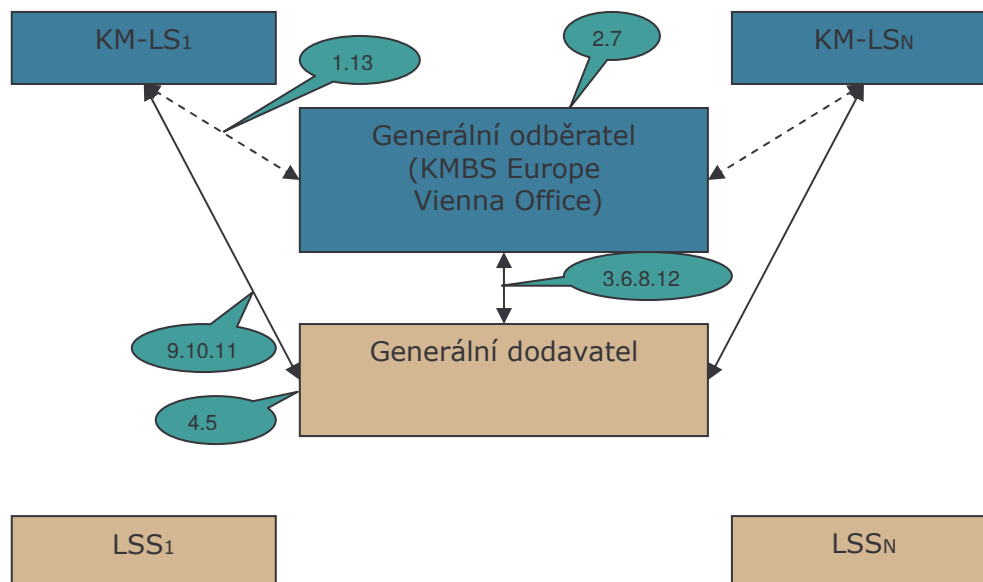 KM-LS1
KM-LSN
2.7
1.13
Generální odběratel
(KMBS Europe
Vienna Office)
3.6.8.12
Generální dodavatel
9.10.11
4.5
LSS1
LSSN